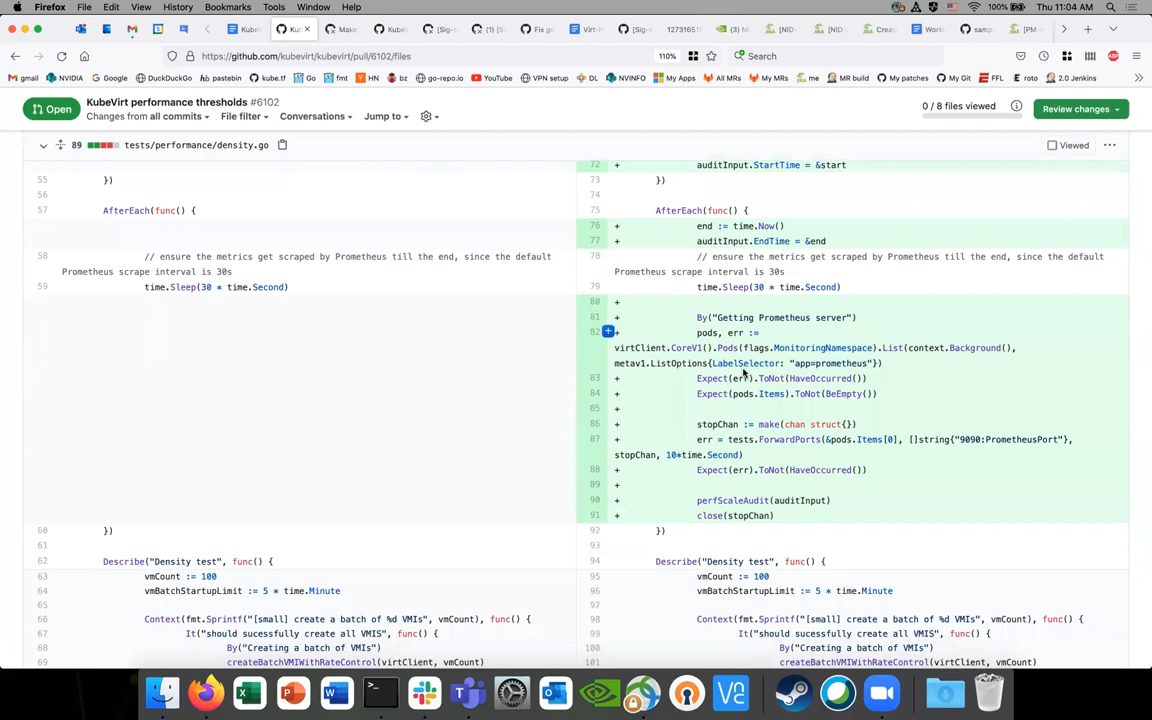 Firefox File Edit View History Bookmarks Tools Window Help 100% Thu 11:04 AM
Kube Make [Sig- Fix go Virt-H [Sig-c [NID- [NID- Creat Work samp [PM-
https://github.com/kubevirt/kubevirt/pull/6102/files 110% Search
gmail NVIDIA Google DuckDuckGo pastebin kube.tf Go fmt HN bz go-repo.io YouTube VPN setup DL NVINFO My Apps All MRs My MRs me MR build My patches My Git FFL roto 2.0 Jenkins
Open KubeVirt performance thresholds #6102 0 / 8 files viewed Review changes
Changes from all commits File filter Conversations Jump to
89 tests/performance/density.go Viewed
72 + auditInput.StartTime = &start
55 }) 73 })
56 74
57 AfterEach(func() { 75 AfterEach(func() {
76 + end := time.Now()
77 + auditInput.EndTime = &end
58 // ensure the metrics get scraped by Prometheus till the end, since the default 78 // ensure the metrics get scraped by Prometheus till the end, since the default
Prometheus scrape interval is 30s Prometheus scrape interval is 30s
59 time.Sleep(30 * time.Second) 79 time.Sleep(30 * time.Second)
80 +
81 + By("Getting Prometheus server")
82 + pods, err :=
virtClient.CoreV1().Pods(flags.MonitoringNamespace).List(context.Background(),
metav1.ListOptions{LabelSelector: "app=prometheus"})
83 + Expect(err).ToNot(HaveOccurred())
84 + Expect(pods.Items).ToNot(BeEmpty())
85 +
86 + stopChan := make(chan struct{})
87 + err = tests.ForwardPorts(&pods.Items[0], []string{"9090:PrometheusPort"},
stopChan, 10*time.Second)
88 + Expect(err).ToNot(HaveOccurred())
89 +
90 + perfScaleAudit(auditInput)
91 + close(stopChan)
60 }) 92 })
61 93
62 Describe("Density test", func() { 94 Describe("Density test", func() {
63 vmCount := 100 95 vmCount := 100
64 vmBatchStartupLimit := 5 * time.Minute 96 vmBatchStartupLimit := 5 * time.Minute
65 97
66 Context(fmt.Sprintf("[small] create a batch of %d VMIs", vmCount), func() { 98 Context(fmt.Sprintf("[small] create a batch of %d VMIs", vmCount), func() {
67 It("should sucessfully create all VMIS", func() { 99 It("should sucessfully create all VMIS", func() {
68 By("Creating a batch of VMIs") 100 By("Creating a batch of VMIs")
69 createBatchVMIWithRateControl(virtClient, vmCount) 101 createBatchVMIWithRateControl(virtClient, vmCount)